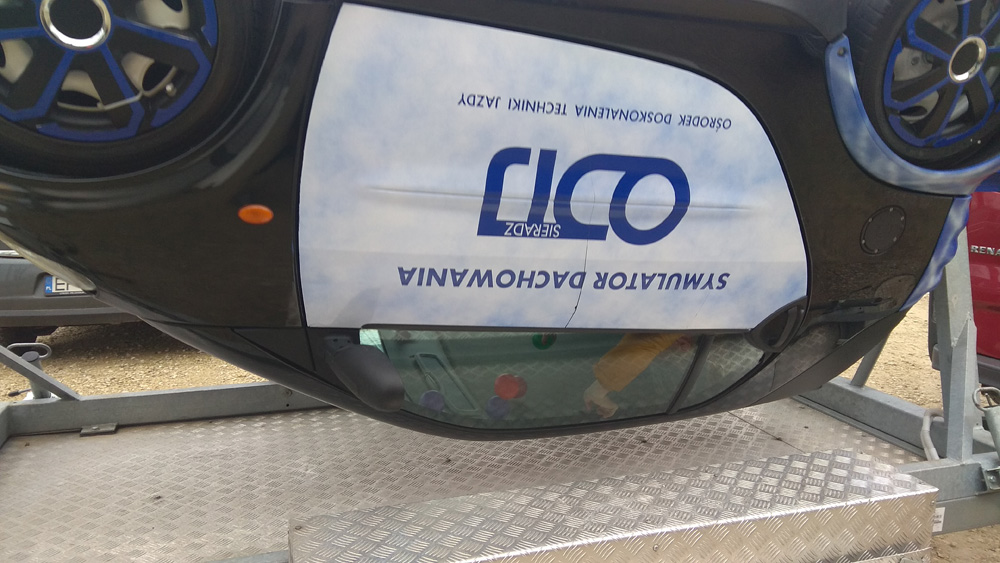 SYMULATOR DACHOWANIA
ODTJ
SIERADZ
OŚRODEK DOSKONALENIA TECHNIKI JAZDY